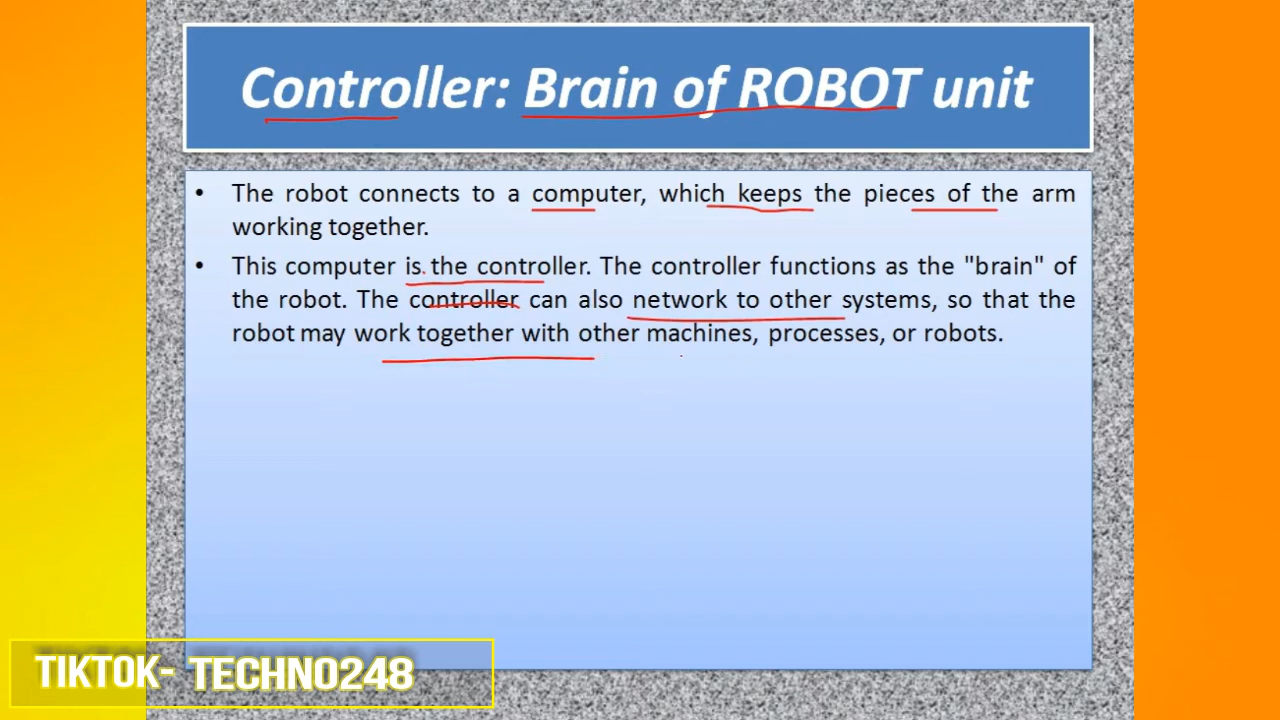 Controller: Brain of ROBOT unit
• The robot connects to a computer, which keeps the pieces of the arm
working together.
• This computer is the controller. The controller functions as the "brain" of
the robot. The controller can also network to other systems, so that the
robot may work together with other machines, processes, or robots.
TIKTOK- TECHNO248